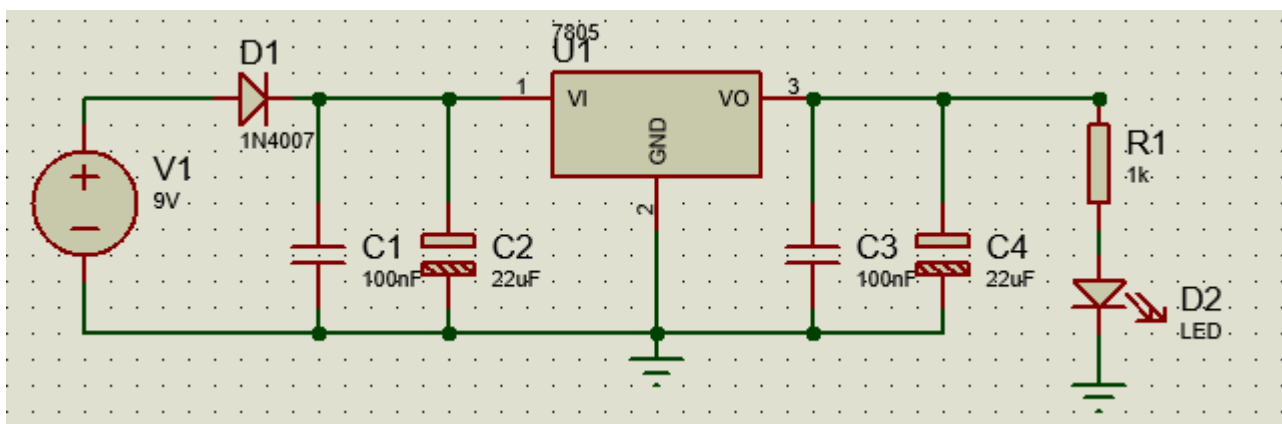 D1
1N4007
V1
9V
C1
100nF
C2
22uF
7805
U1
1
VI
VO
3
GND
2
C3
100nF
C4
22uF
R1
1k
D2
LED